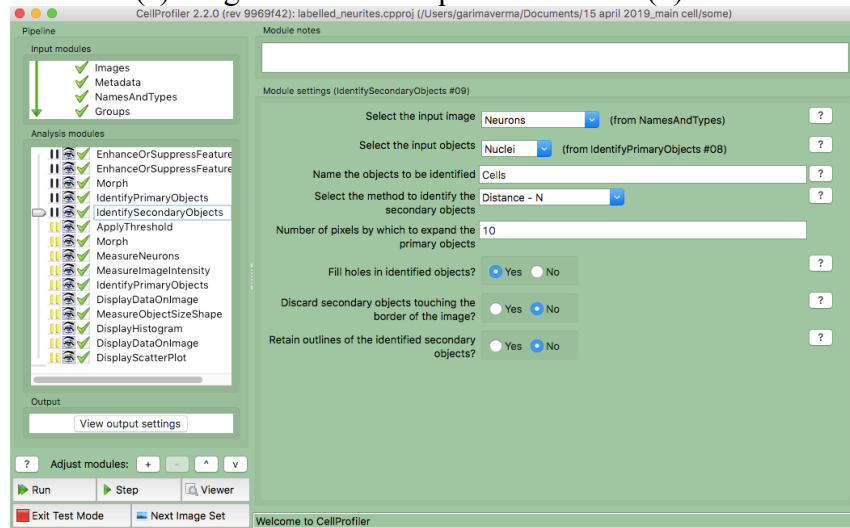 CellProfiler 2.2.0 (rev 9969f42): labelled_neurites.cpproj (/Users/garimaverma/Documents/15 april 2019_main cell/some)
Pipeline
Input modules
Images
Metadata
NamesAndTypes
Groups
Analysis modules
EnhanceOrSuppressFeature
EnhanceOrSuppressFeature
Morph
IdentifyPrimaryObjects
IdentifySecondaryObjects
ApplyThreshold
Morph
MeasureNeurons
MeasureImageIntensity
IdentifyPrimaryObjects
DisplayDataOnImage
MeasureObjectSizeShape
DisplayHistogram
DisplayDataOnImage
DisplayScatterPlot
Output
View output settings
? Adjust modules: + - ^ v
Run Step Viewer
Exit Test Mode Next Image Set
Module notes
Module settings (IdentifySecondaryObjects #09)
Select the input image Neurons (from NamesAndTypes) ?
Select the input objects Nuclei (from IdentifyPrimaryObjects #08) ?
Name the objects to be identified Cells ?
Select the method to identify the Distance - N ?
secondary objects
Number of pixels by which to expand the 10
primary objects
Fill holes in identified objects? Yes No ?
Discard secondary objects touching the
border of the image? Yes No ?
Retain outlines of the identified secondary
objects? Yes No ?
Welcome to CellProfiler